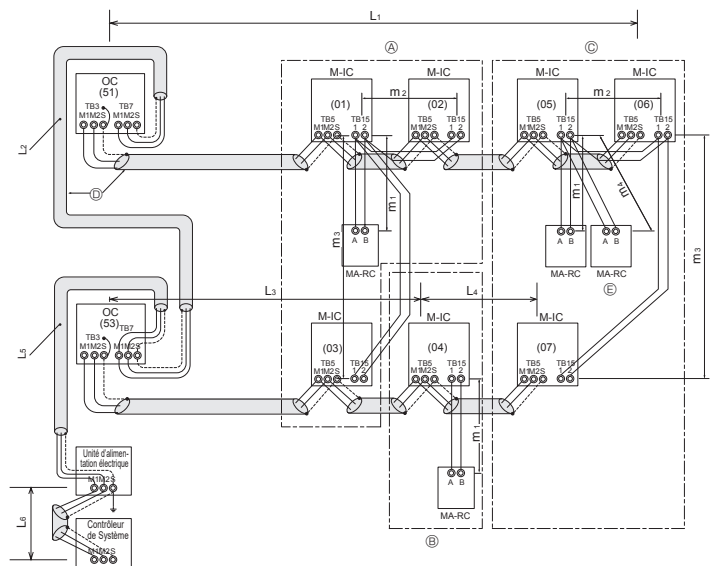 L1
Ⓐ
Ⓒ
OC
(51)
TB3
TB7
M1M2S
M1M2S
M-IC
(01)
TB5
M1M2S
TB15
1 2
m2
M-IC
(02)
TB5
M1M2S
TB15
1 2
M-IC
(05)
TB5
M1M2S
TB15
1 2
m2
M-IC
(06)
TB5
M1M2S
TB15
1 2
L2
Ⓓ
m3
m1
m1
m4
m3
A B
MA-RC
A B
MA-RC
A B
MA-RC
Ⓔ
L3
L4
OC
(53)
TB3
TB7
M1M2S
M1M2S
M-IC
(03)
TB5
M1M2S
TB15
1 2
M-IC
(04)
TB5
M1M2S
TB15
1 2
M-IC
(07)
TB5
M1M2S
TB15
1 2
L5
m1
A B
MA-RC
Ⓑ
Unité d'alimen-
tation électrique
M1M2S
L6
Contrôleur
de Système
M1M2S